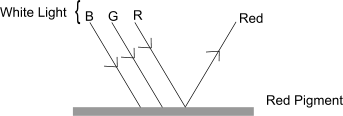 White Light { B G R
Red
Red Pigment